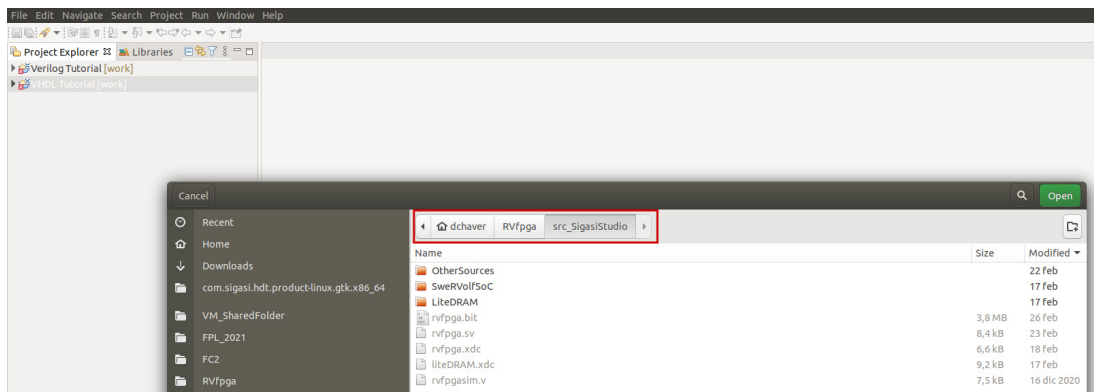 File Edit Navigate Search Project Run Window Help
Project Explorer Libraries
Verilog Tutorial [work]
VHDL Tutorial [work]
Cancel Open
Recent
Home
Downloads
com.sigasi.hdt.product-linux.gtk.x86_64
VM_SharedFolder
FPL_2021
FC2
RVfpga
dchaver RVfpga src_SigasiStudio
Name Size Modified
OtherSources 22 feb
SweRVolfSoC 17 feb
LiteDRAM 17 feb
rvfpga.bit 3,8 MB 26 feb
rvfpga.sv 8,4 kB 23 feb
rvfpga.xdc 6,6 kB 18 feb
liteDRAM.xdc 9,2 kB 17 feb
rvfpgasim.v 7,5 kB 16 dic 2020